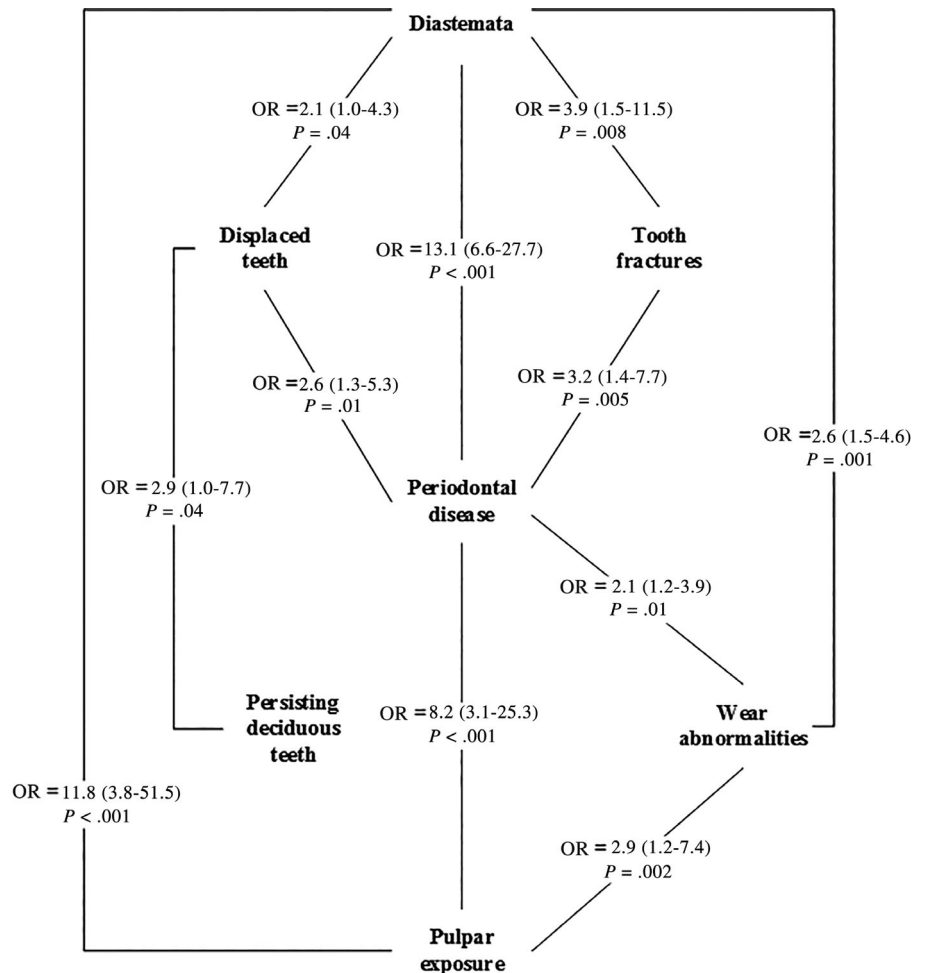 Diastemata
OR =2.1 (1.0-4.3)
P = .04
OR =3.9 (1.5-11.5)
P = .008
Displaced
teeth
OR =13.1 (6.6-27.7)
P < .001
Tooth
fractures
OR =2.6 (1.3-5.3)
P = .01
OR =3.2 (1.4-7.7)
P = .005
OR =2.6 (1.5-4.6)
P = .001
OR =2.9 (1.0-7.7)
P = .04
Periodontal
disease
OR = 2.1 (1.2-3.9)
P = .01
Persisting
deciduous
teeth
OR =8.2 (3.1-25.3)
P < .001
Wear
abnormalities
OR =11.8 (3.8-51.5)
P < .001
OR = 2.9 (1.2-7.4)
P = .002
Pulpar
exposure